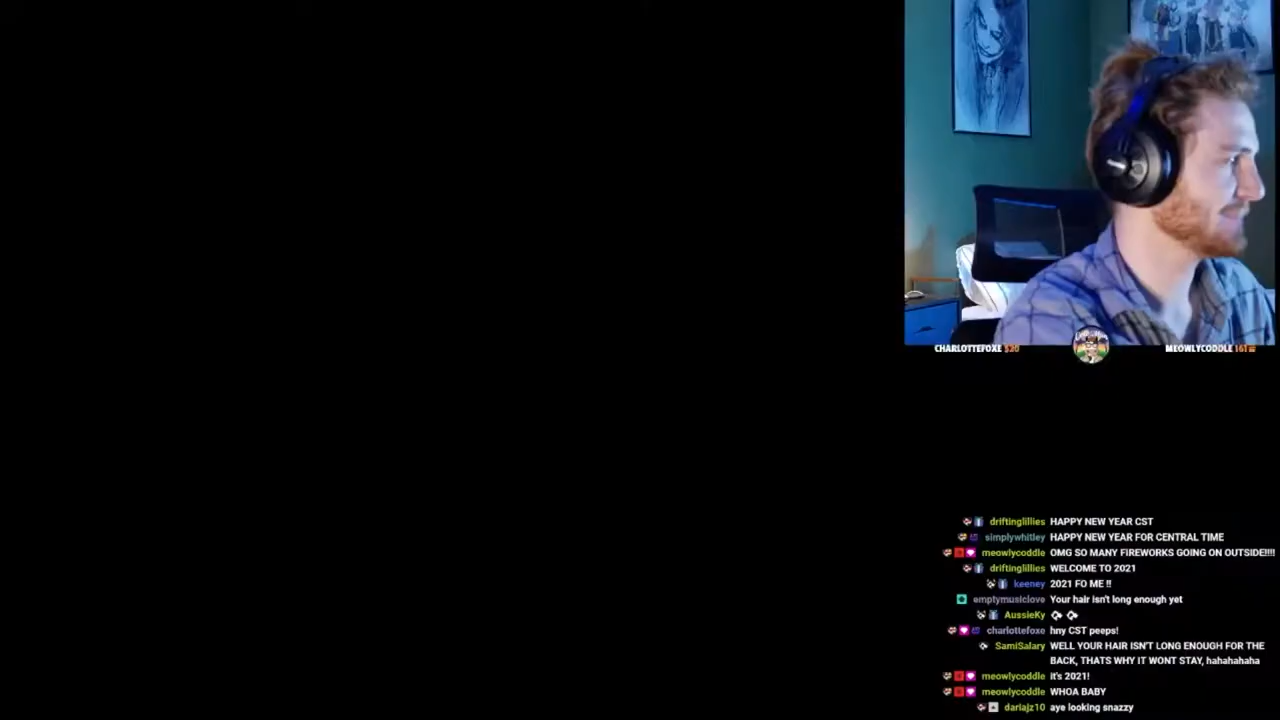 CHARLOTTEFOXE $20
MEOWLYCODDLE 161
driftinglillies HAPPY NEW YEAR CST
simplywhitley HAPPY NEW YEAR FOR CENTRAL TIME
meowlycoddle OMG SO MANY FIREWORKS GOING ON OUTSIDE!!!!
driftinglillies WELCOME TO 2021
keeney 2021 FO ME !!
emptymusiclove Your hair isn't long enough yet
AussieKy
charlottefoxe hny CST peeps!
SamiSalary WELL YOUR HAIR ISN'T LONG ENOUGH FOR THE
BACK, THATS WHY IT WONT STAY, hahahahaha
meowlycoddle it's 2021!
meowlycoddle WHOA BABY
dariajz10 aye looking snazzy